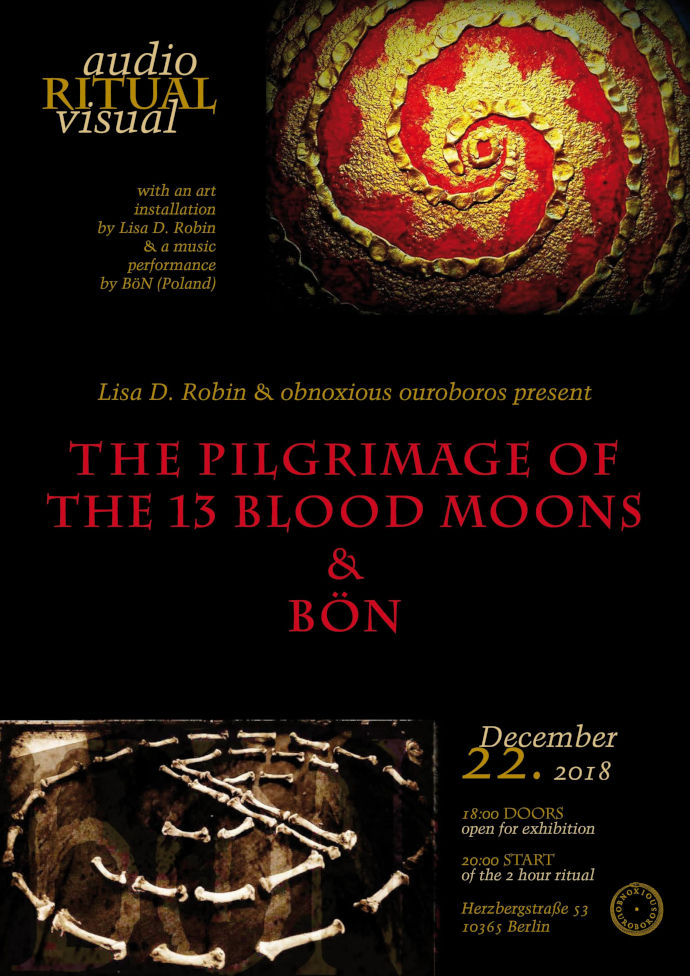 audio
RITUAL
visual
with an art
installation
by Lisa D. Robin
& a music
performance
by BöN (Poland)
Lisa D. Robin & obnoxious ouroboros present
THE PILGRIMAGE OF
THE 13 BLOOD MOONS
&
BÖN
December
22. 2018
18:00 DOORS
open for exhibition
20:00 START
of the 2 hour ritual
Herzbergstraße 53
10365 Berlin
OBNOXIOUS
OUROBOROS